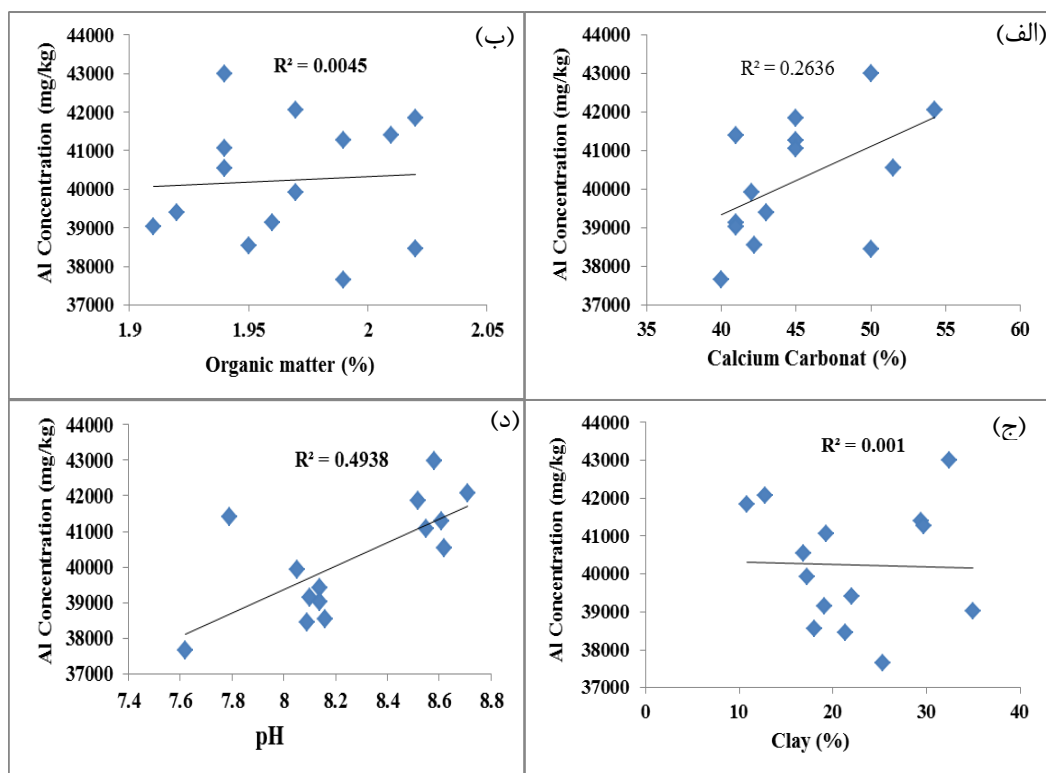 (الف)
R² = 0.2636
Al Concentration (mg/kg)
44000
43000
42000
41000
40000
39000
38000
37000
35 40 45 50 55 60
Calcium Carbonat (%)
(ب)
R² = 0.0045
Al Concentration (mg/kg)
44000
43000
42000
41000
40000
39000
38000
37000
1.9 1.95 2 2.05
Organic matter (%)
(ج)
R² = 0.001
Al Concentration (mg/kg)
44000
43000
42000
41000
40000
39000
38000
37000
0 10 20 30 40
Clay (%)
(د)
R² = 0.4938
Al Concentration (mg/kg)
44000
43000
42000
41000
40000
39000
38000
37000
7.4 7.6 7.8 8 8.2 8.4 8.6 8.8
pH